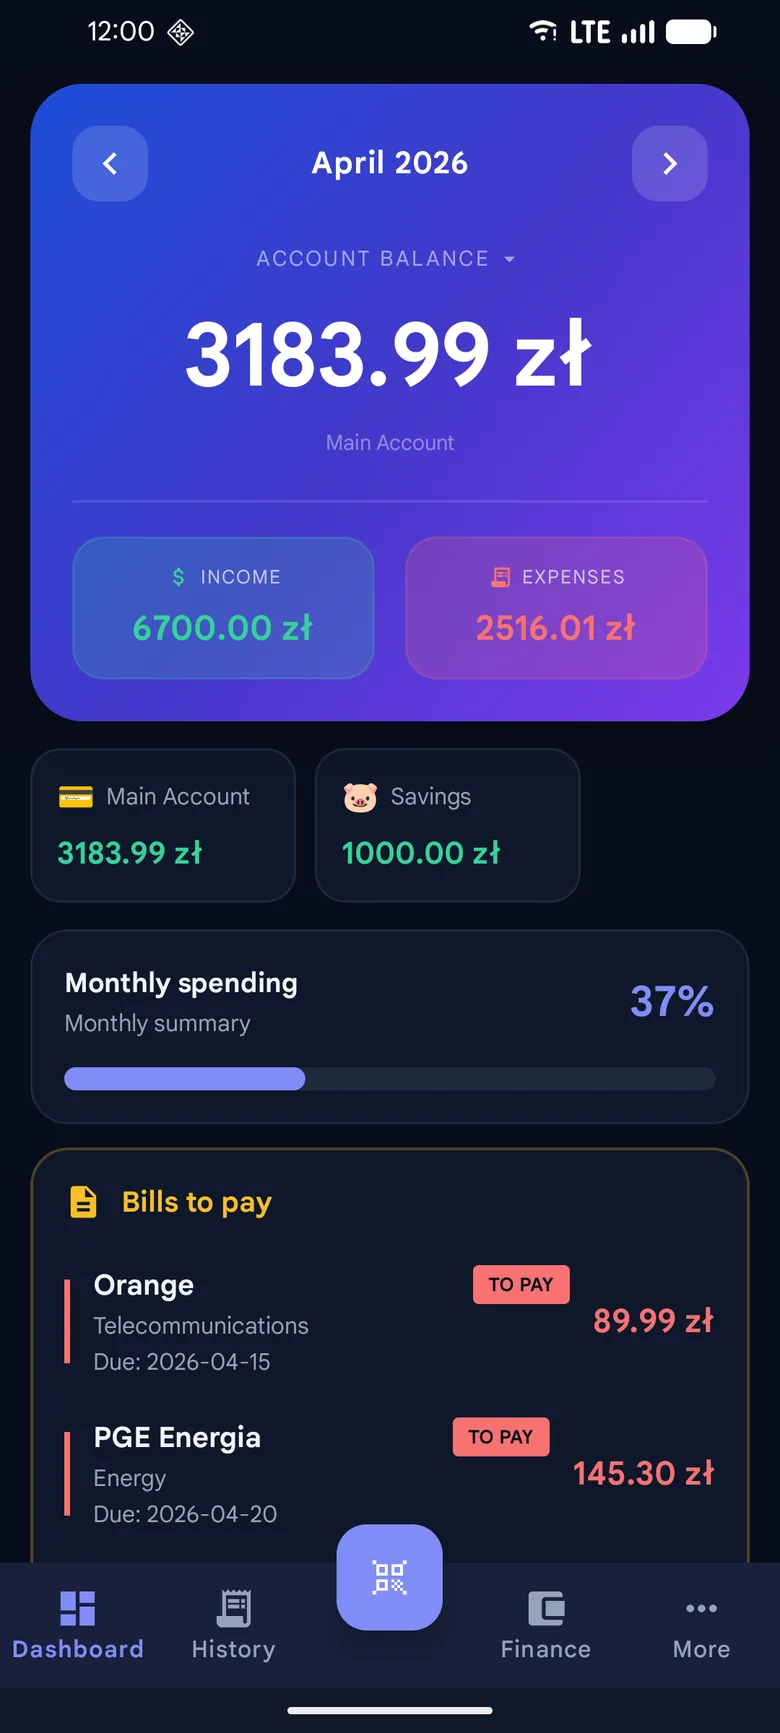 12:00 LTE
April 2026
ACCOUNT BALANCE
3183.99 zł
Main Account
INCOME
6700.00 zł
EXPENSES
2516.01 zł
Main Account
3183.99 zł
Savings
1000.00 zł
Monthly spending
Monthly summary
37%
Bills to pay
Orange
Telecommunications
Due: 2026-04-15
TO PAY
89.99 zł
PGE Energia
Energy
Due: 2026-04-20
TO PAY
145.30 zł
Dashboard
History
Finance
More